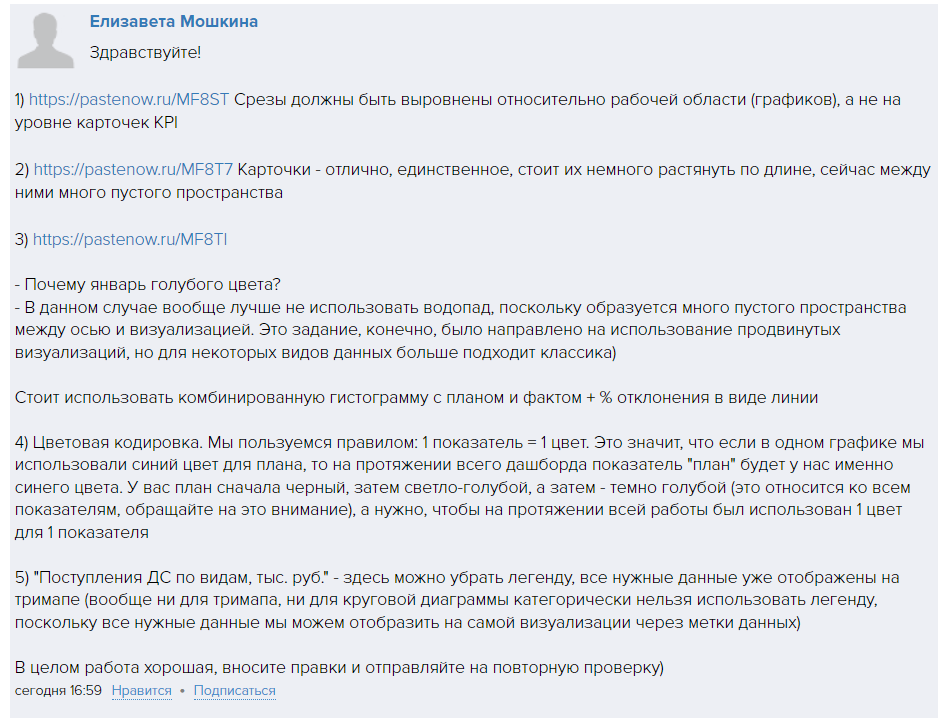 Елизавета Мошкина
Здравствуйте!
1) https://pastenow.ru/MF8ST Срезы должны быть выровнены относительно рабочей области (графиков), а не на
уровне карточек KPI
2) https://pastenow.ru/MF8T7 Карточки - отлично, единственное, стоит их немного растянуть по длине, сейчас между
ними много пустого пространства
3) https://pastenow.ru/MF8TI
- Почему январь голубого цвета?
- В данном случае вообще лучше не использовать водопад, поскольку образуется много пустого пространства
между осью и визуализацией. Это задание, конечно, было направлено на использование продвинутых
визуализаций, но для некоторых видов данных больше подходит классика)
Стоит использовать комбинированную гистограмму с планом и фактом + % отклонения в виде линии
4) Цветовая кодировка. Мы пользуемся правилом: 1 показатель = 1 цвет. Это значит, что если в одном графике мы
использовали синий цвет для плана, то на протяжении всего дашборда показатель "план" будет у нас именно
синего цвета. У вас план сначала черный, затем светло-голубой, а затем - темно голубой (это относится ко всем
показателям, обращайте на это внимание), а нужно, чтобы на протяжении всей работы был использован 1 цвет
для 1 показателя
5) "Поступления ДС по видам, тыс. руб." - здесь можно убрать легенду, все нужные данные уже отображены на
тримапе (вообще ни для тримапа, ни для круговой диаграммы категорически нельзя использовать легенду,
поскольку все нужные данные мы можем отобразить на самой визуализации через метки данных)
В целом работа хорошая, вносите правки и отправляйте на повторную проверку)
сегодня 16:59 Нравится • Подписаться